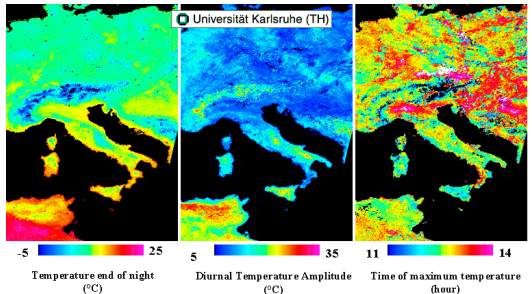 Universität Karlsruhe (TH)
-5 25
5 35
11 14
Temperature end of night
(°C)
Diurnal Temperature Amplitude
(°C)
Time of maximum temperature
(hour)